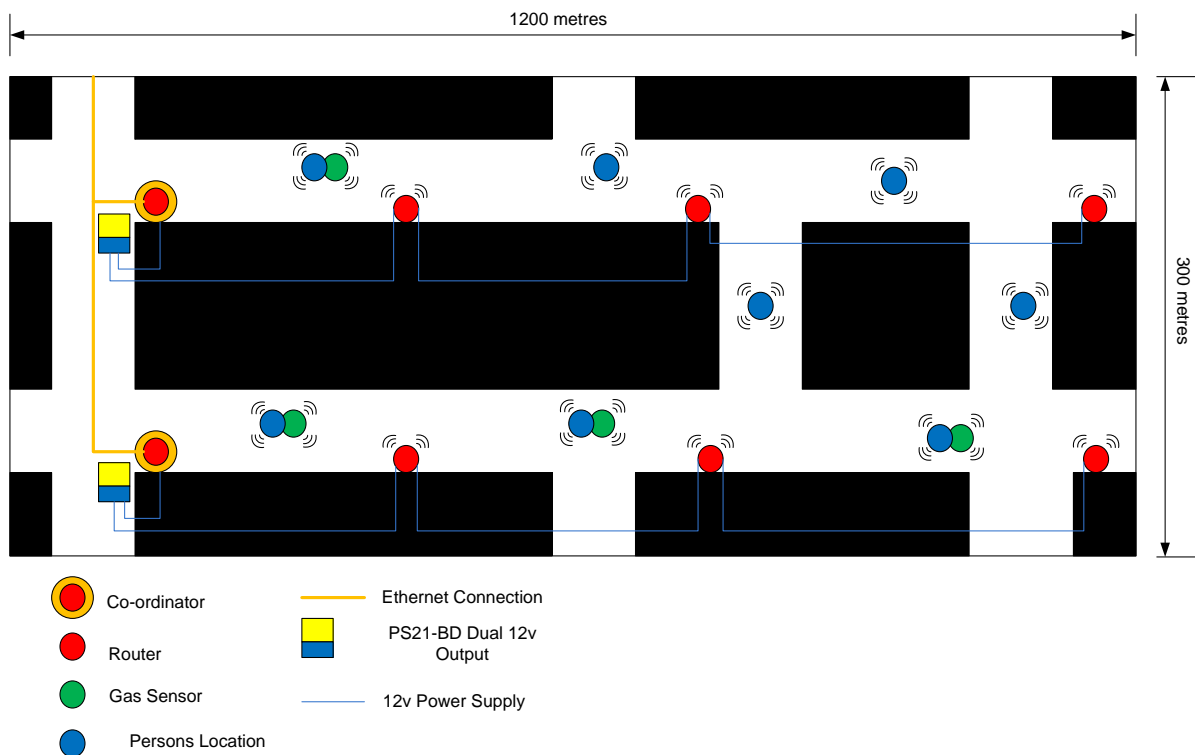 1200 metres
300 metres
Co-ordinator
Ethernet Connection
Router
PS21-BD Dual 12v
Output
Gas Sensor
12v Power Supply
Persons Location